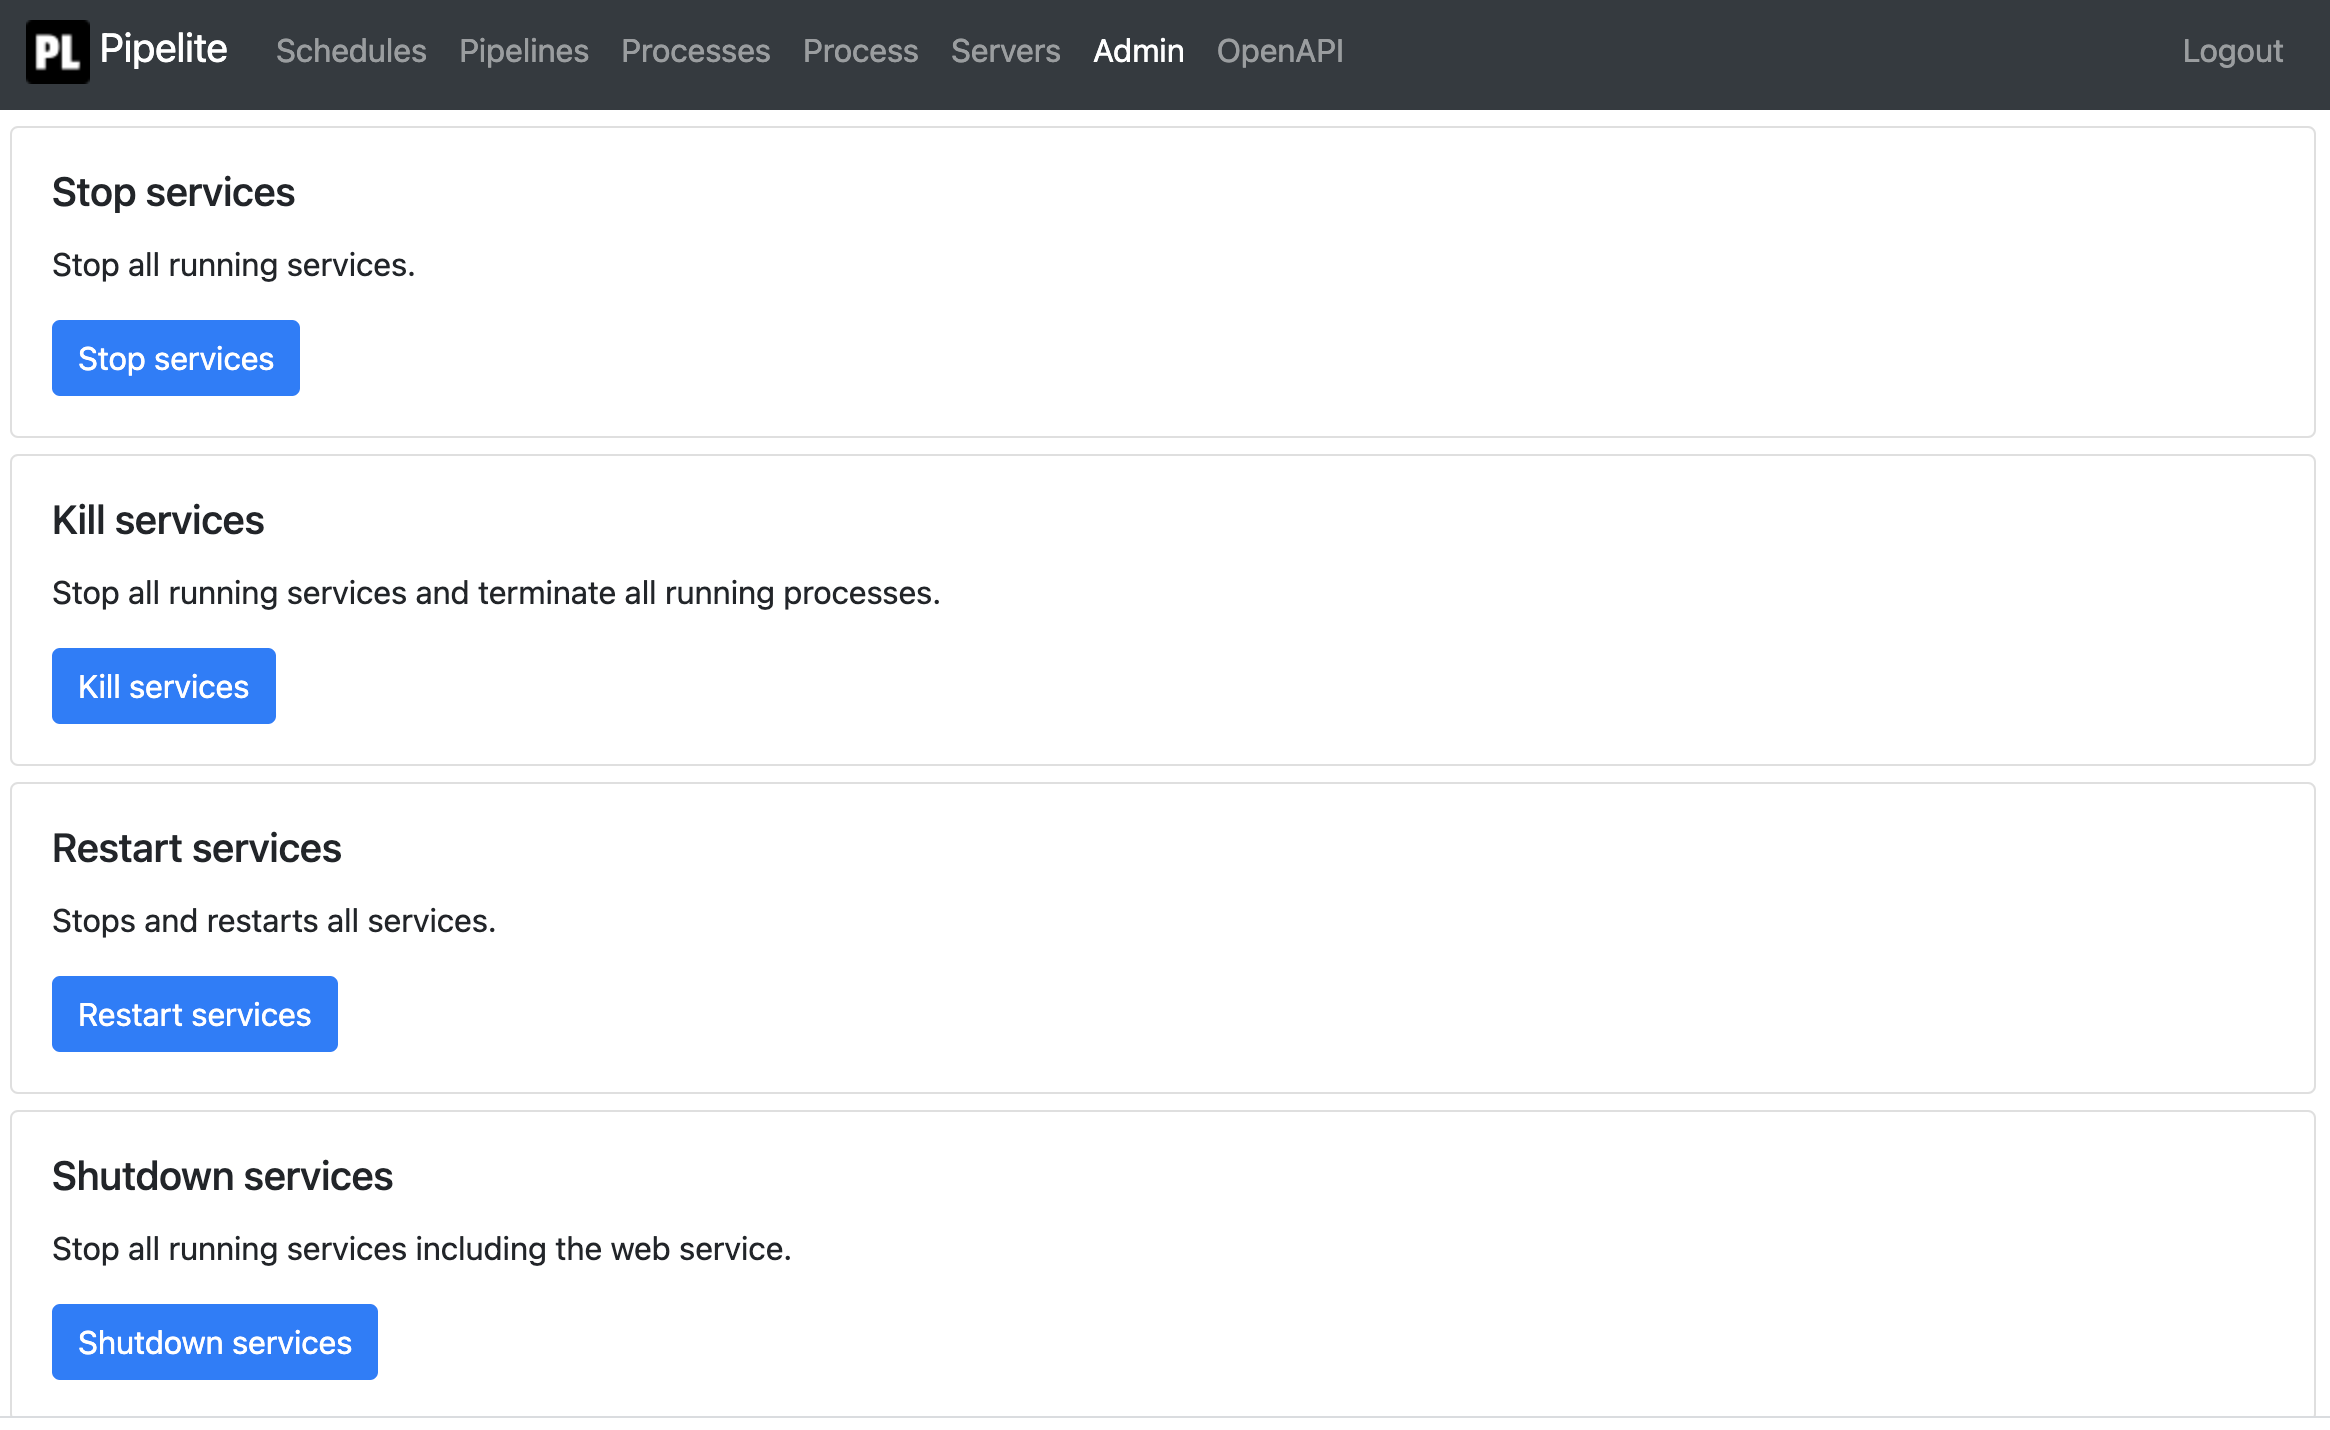 PL Pipelite Schedules Pipelines Processes Process Servers Admin OpenAPI Logout
Stop services
Stop all running services.
Stop services
Kill services
Stop all running services and terminate all running processes.
Kill services
Restart services
Stops and restarts all services.
Restart services
Shutdown services
Stop all running services including the web service.
Shutdown services